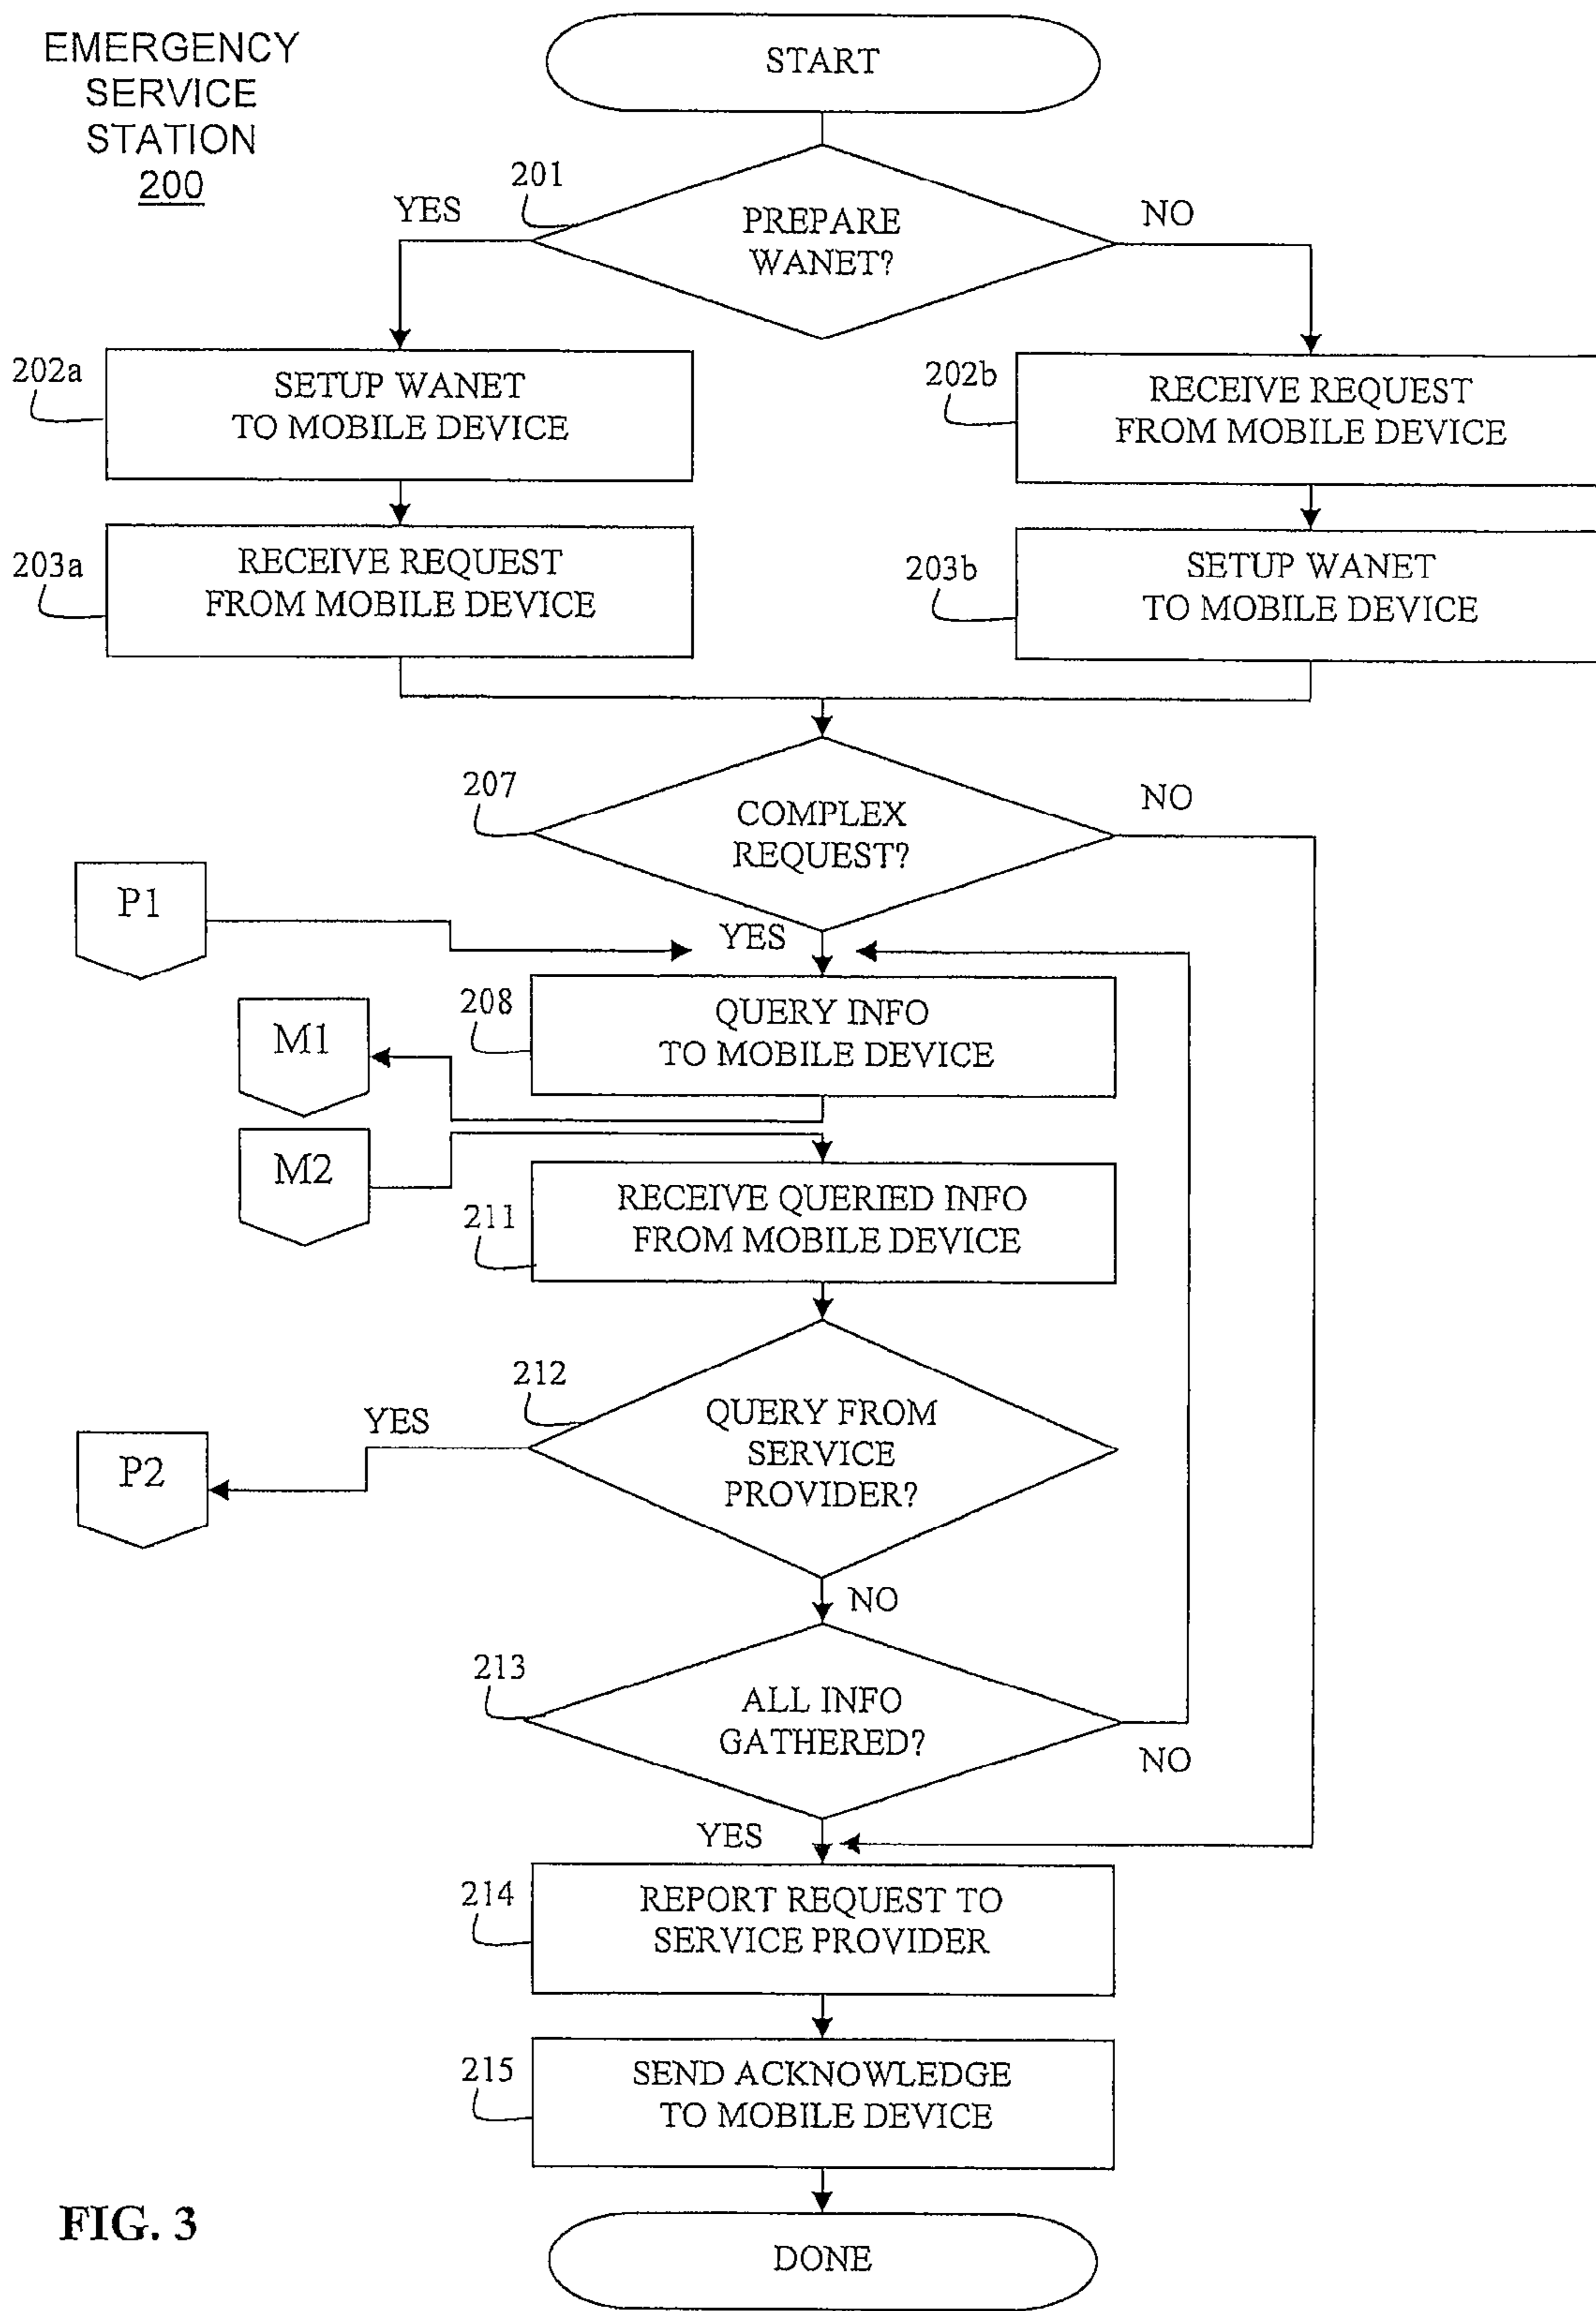 EMERGENCY
SERVICE
STATION
200
START
201
YES
NO
PREPARE
WANET?
202a
SETUP WANET
TO MOBILE DEVICE
202b
RECEIVE REQUEST
FROM MOBILE DEVICE
203a
RECEIVE REQUEST
FROM MOBILE DEVICE
203b
SETUP WANET
TO MOBILE DEVICE
207
COMPLEX
REQUEST?
NO
P1
YES
208
QUERY INFO
TO MOBILE DEVICE
M1
M2
211
RECEIVE QUERIED INFO
FROM MOBILE DEVICE
212
YES
QUERY FROM
SERVICE
PROVIDER?
P2
NO
213
ALL INFO
GATHERED?
NO
YES
214
REPORT REQUEST TO
SERVICE PROVIDER
215
SEND ACKNOWLEDGE
TO MOBILE DEVICE
FIG. 3
DONE